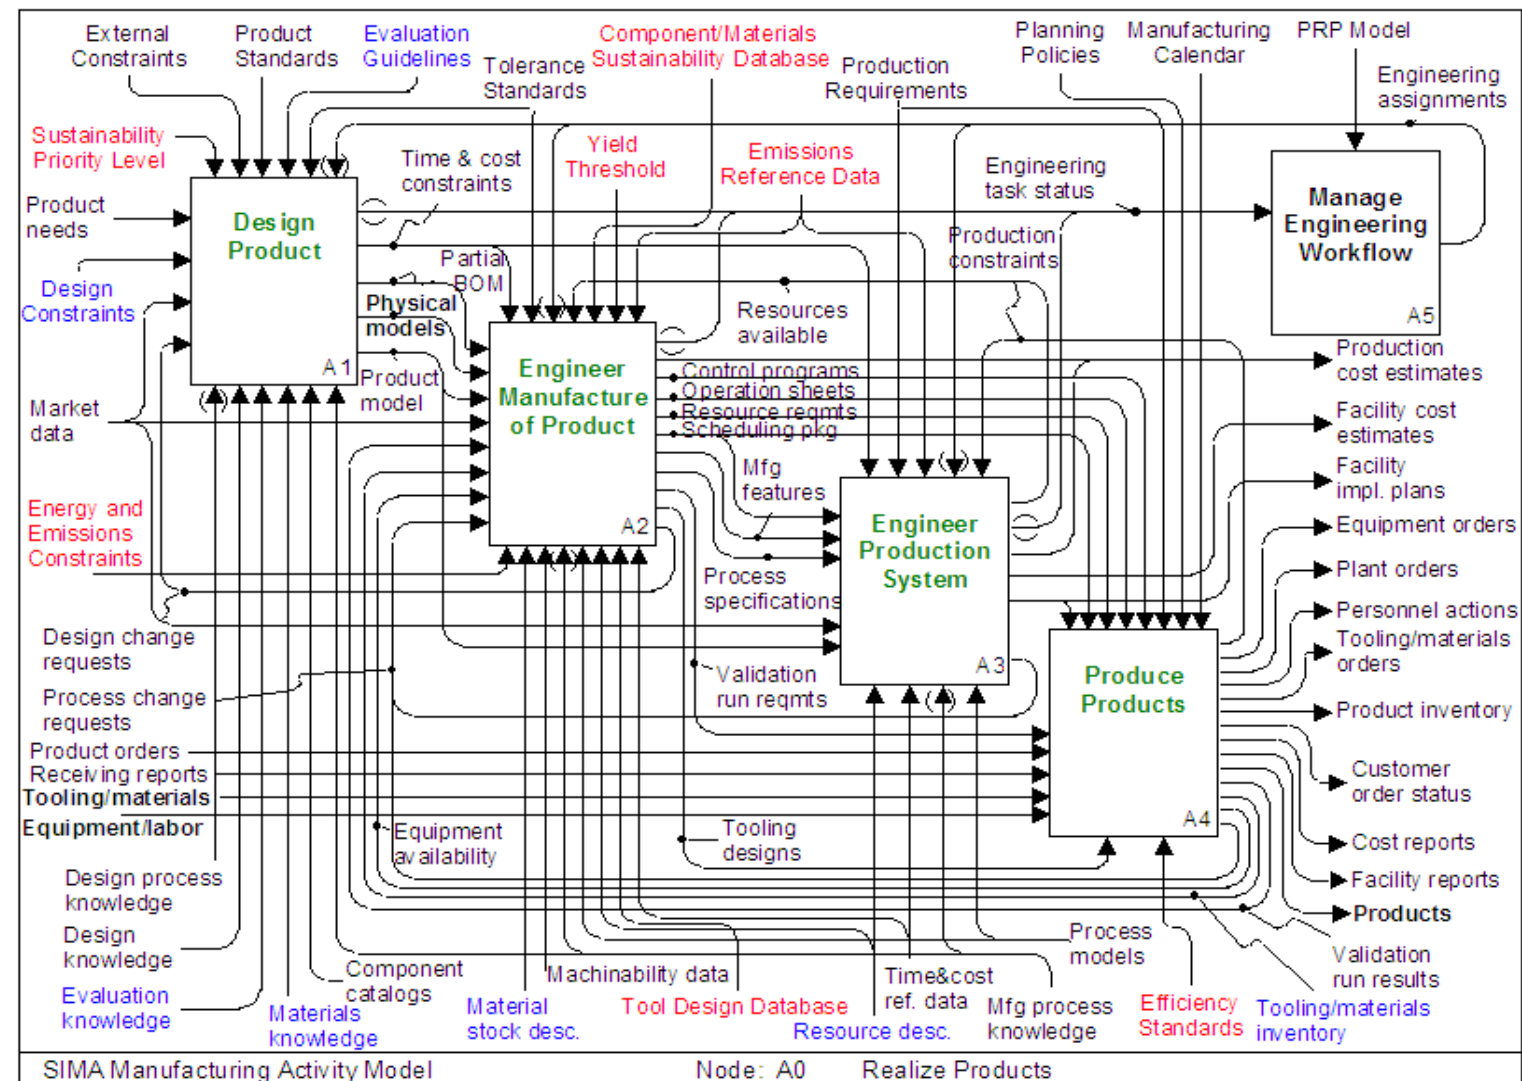 External
Constraints
Product
Standards
Evaluation
Guidelines
Tolerance
Standards
Component/Materials
Sustainability Database
Production
Requirements
Planning
Policies
Manufacturing
Calendar
PRP Model
Engineering
assignments
Sustainability
Priority Level
Time & cost
constraints
Yield
Threshold
Emissions
Reference Data
Engineering
task status
Manage
Engineering
Workflow
A5
Product
needs
Design
Product
A1
Design
Constraints
Partial
BOM
Physical
models
Product
model
Production
constraints
Resources
available
Market
data
Engineer
Manufacture
of Product
A2
Control programs
Operation sheets
Resource reqmts
Scheduling pkg
Production
cost estimates
Facility cost
estimates
Facility
impl. plans
Equipment orders
Plant orders
Personnel actions
Tooling/materials
orders
Product inventory
Customer
order status
Cost reports
Facility reports
Products
Validation
run results
Mfg
features
Process
specifications
Engineer
Production
System
A3
Energy and
Emissions
Constraints
Design change
requests
Process change
requests
Validation
run reqmts
Produce
Products
A4
Product orders
Receiving reports
Tooling/materials
Equipment/labor
Equipment
availability
Tooling
designs
Design process
knowledge
Design
knowledge
Evaluation
knowledge
Materials
knowledge
Component
catalogs
Material
stock desc.
Machinability data
Tool Design Database
Resource desc.
Time&cost
ref. data
Mfg process
knowledge
Process
models
Efficiency
Standards
Tooling/materials
inventory
SIMA Manufacturing Activity Model
Node: A0
Realize Products